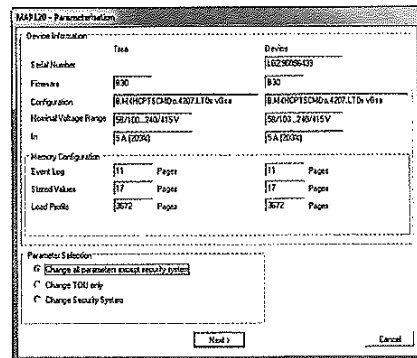 MAP120 - Parameterisation
Device Information
Device
Serial Number
Firmware B30 B30
Configuration
Nominal Voltage Range 58/100...240/415 V 58/100...240/415 V
In 5 A (200%) 5 A (200%)
Memory Configuration
Event Log 11 Pages 11 Pages
Stored Values 17 Pages 17 Pages
Load Profile 3672 Pages 3672 Pages
Parameter Selection
Change all parameters except security system
Change TOU only
Change Security System
Next > Cancel